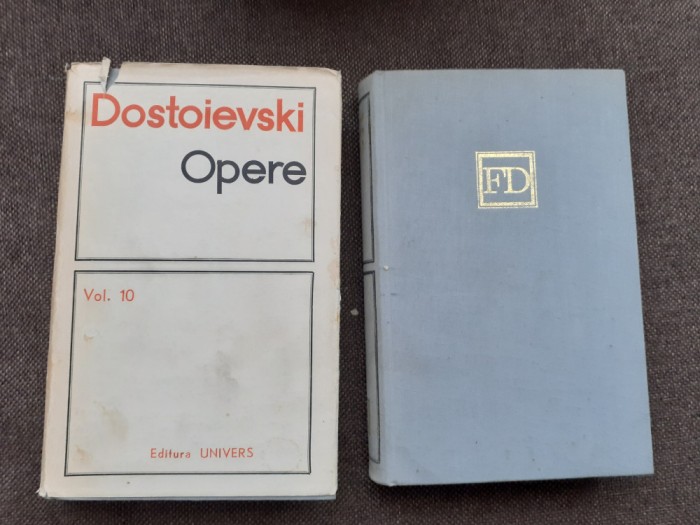 Dostoievski
Opere
Vol. 10
Editura UNIVERS
FD